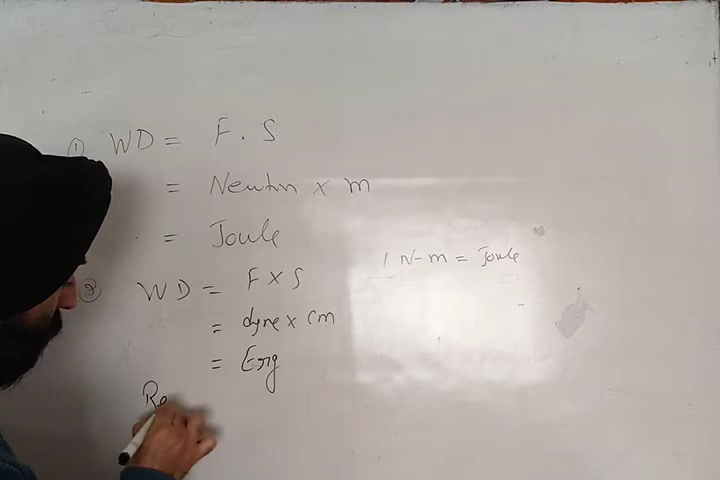 ① WD = F . S
= Newton × m
= Joule
1 N-m = Joule
② WD = F × S
= dyne × cm
= Erg
Re